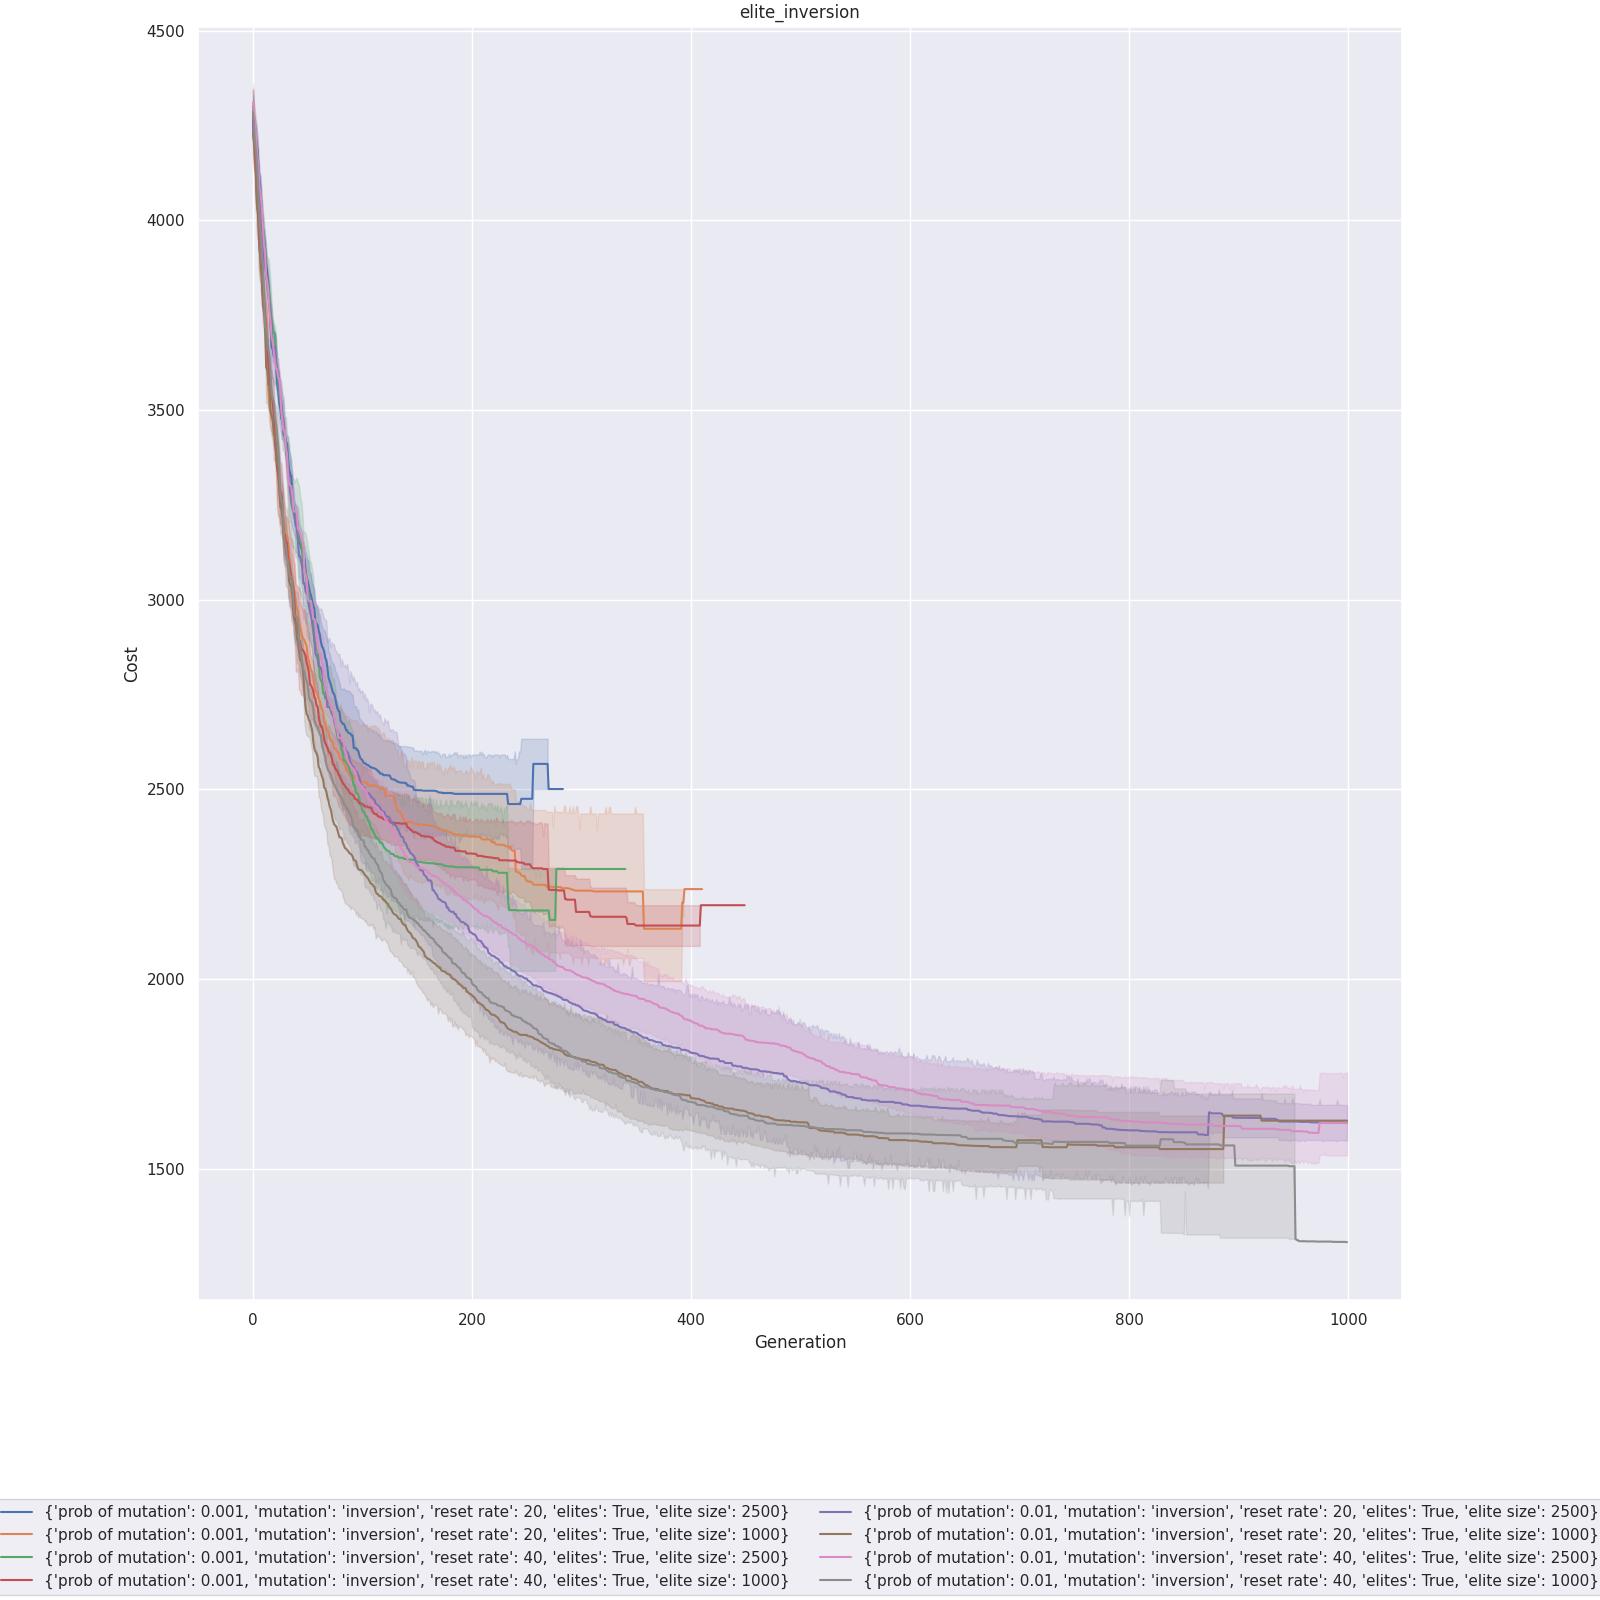 elite_inversion
4500
4000
3500
3000
2500
2000
1500
Cost
0 200 400 600 800 1000
Generation
{'prob of mutation': 0.001, 'mutation': 'inversion', 'reset rate': 20, 'elites': True, 'elite size': 2500}
{'prob of mutation': 0.001, 'mutation': 'inversion', 'reset rate': 20, 'elites': True, 'elite size': 1000}
{'prob of mutation': 0.001, 'mutation': 'inversion', 'reset rate': 40, 'elites': True, 'elite size': 2500}
{'prob of mutation': 0.001, 'mutation': 'inversion', 'reset rate': 40, 'elites': True, 'elite size': 1000}
{'prob of mutation': 0.01, 'mutation': 'inversion', 'reset rate': 20, 'elites': True, 'elite size': 2500}
{'prob of mutation': 0.01, 'mutation': 'inversion', 'reset rate': 20, 'elites': True, 'elite size': 1000}
{'prob of mutation': 0.01, 'mutation': 'inversion', 'reset rate': 40, 'elites': True, 'elite size': 2500}
{'prob of mutation': 0.01, 'mutation': 'inversion', 'reset rate': 40, 'elites': True, 'elite size': 1000}